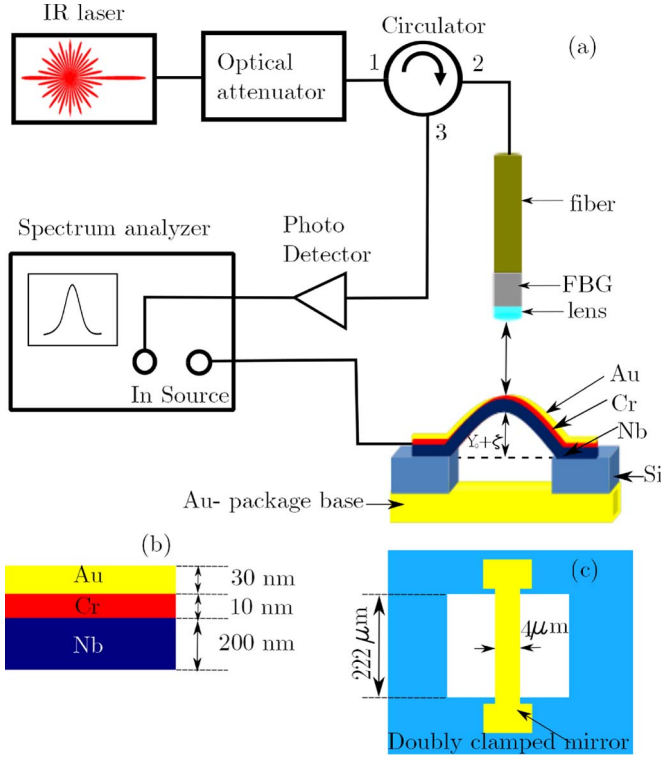 IR laser
Optical
attenuator
Circulator
(a)
1
2
3
fiber
FBG
lens
Photo
Detector
Spectrum analyzer
In Source
Au
Cr
Nb
Y₀+ζ
Si
Au- package base
(b)
Au
30 nm
Cr
10 nm
Nb
200 nm
(c)
222 μm
4μm
Doubly clamped mirror